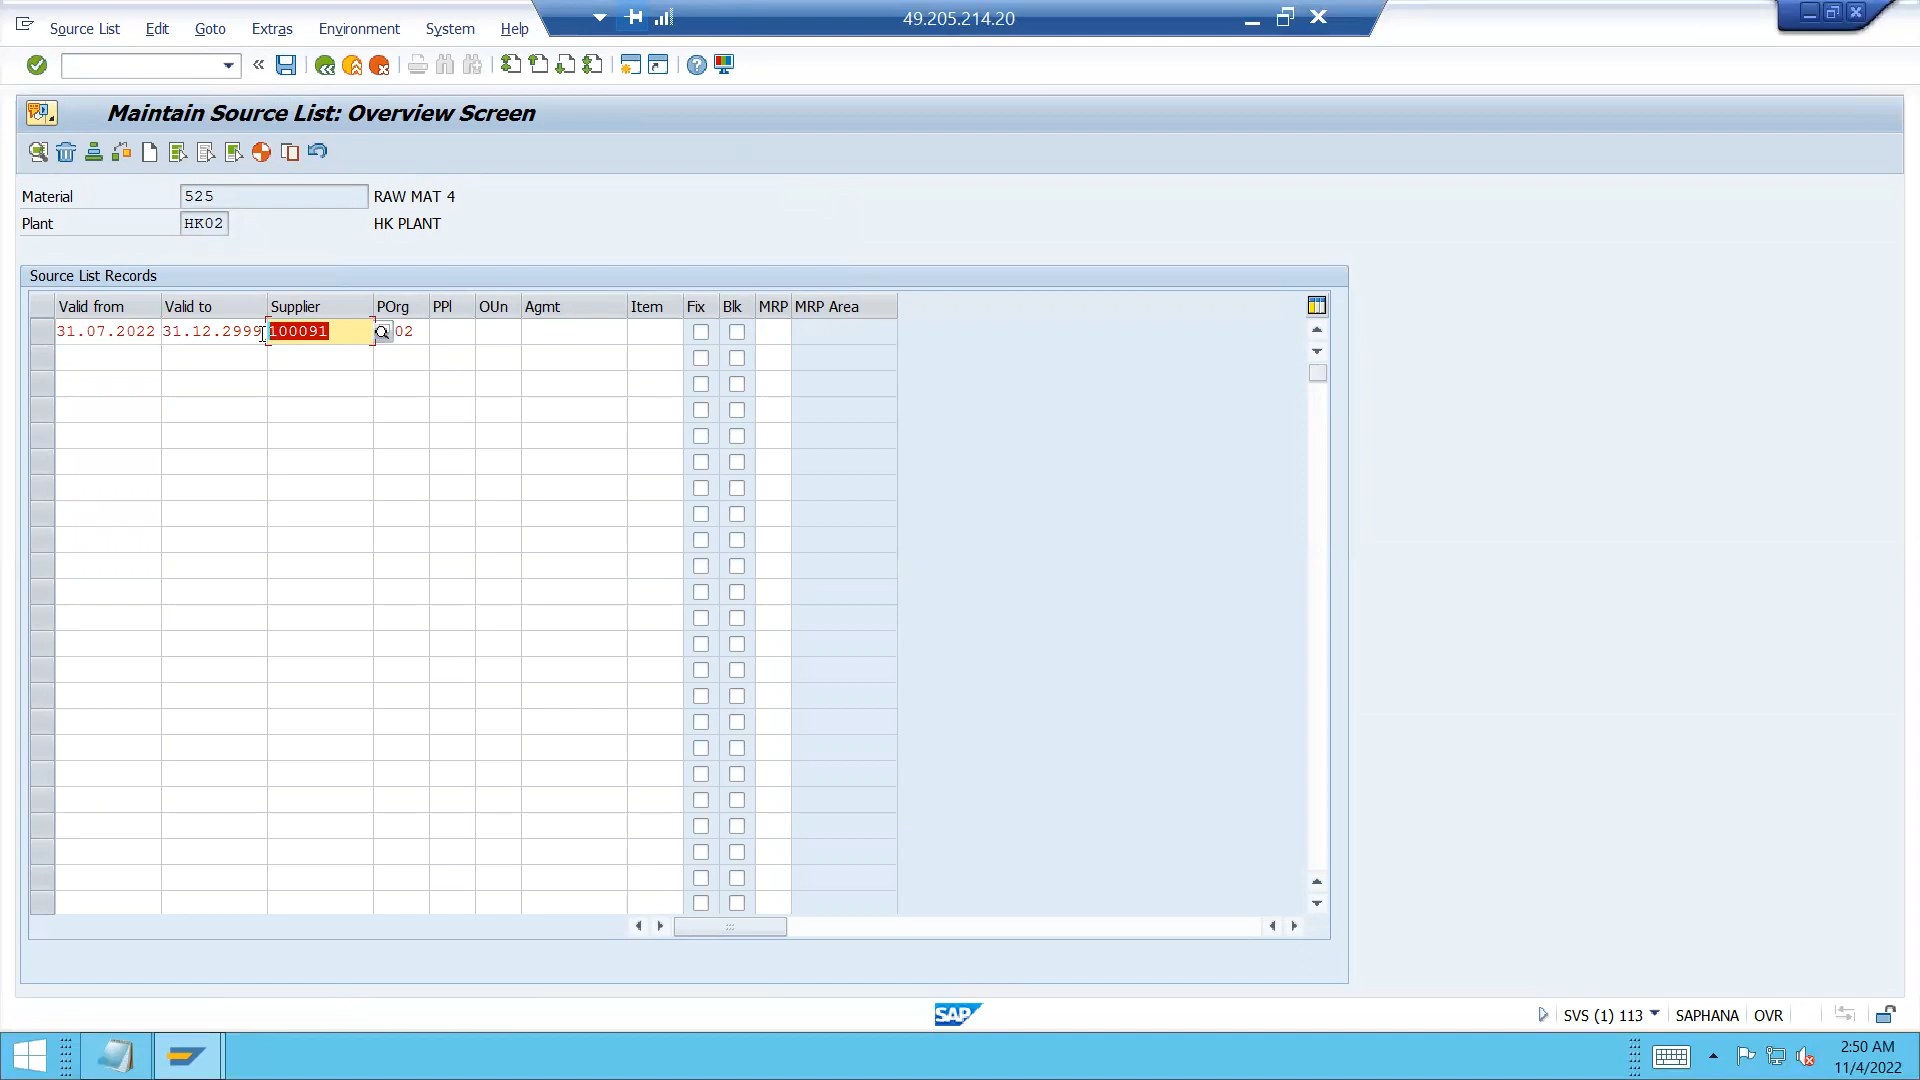 49.205.214.20
Source List Edit Goto Extras Environment System Help
Maintain Source List: Overview Screen
Material 525 RAW MAT 4
Plant HK02 HK PLANT
Source List Records
Valid from Valid to Supplier POrg PPl OUn Agmt Item Fix Blk MRP MRP Area
31.07.2022 31.12.2999 100091 02
SAP SVS (1) 113 SAPHANA OVR
2:50 AM
11/4/2022